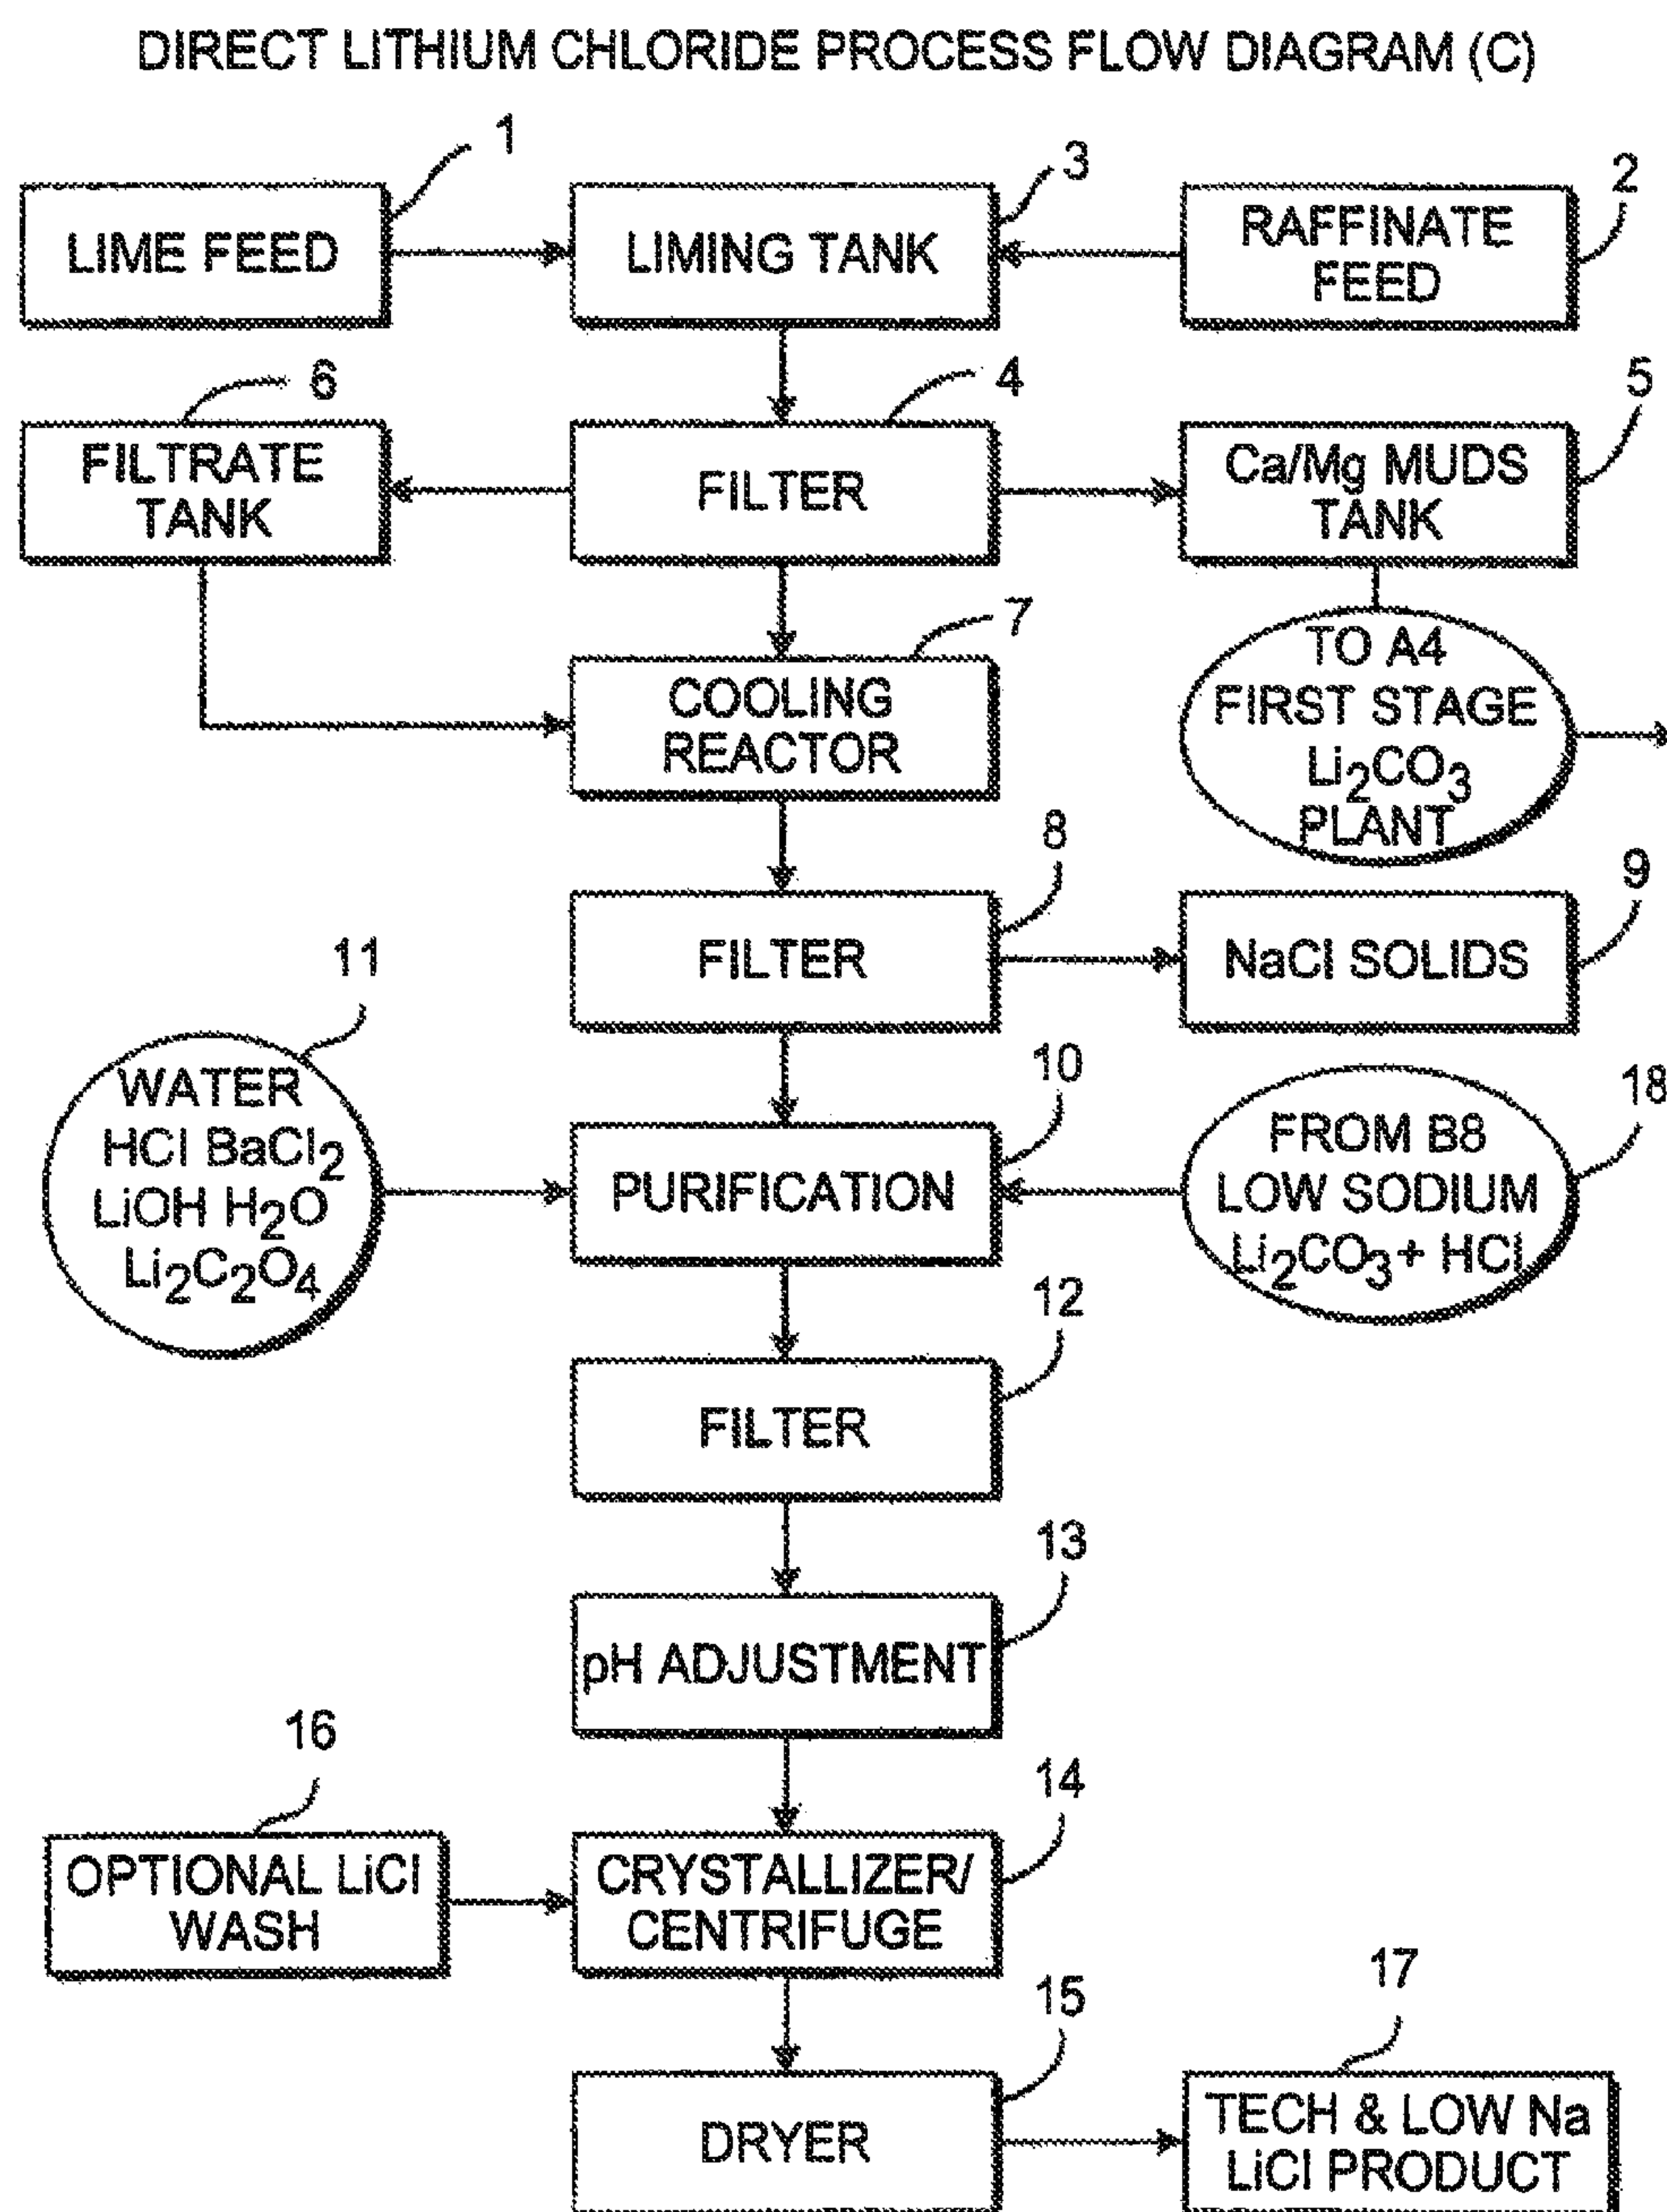 DIRECT LITHIUM CHLORIDE PROCESS FLOW DIAGRAM (C)
1
3
2
LIME FEED
LIMING TANK
RAFFINATE
FEED
6
4
5
FILTRATE
TANK
FILTER
Ca/Mg MUDS
TANK
7
COOLING
REACTOR
TO A4
FIRST STAGE
Li2CO3
PLANT
8
9
FILTER
NaCl SOLIDS
11
10
18
WATER
HCl BaCl2
LiOH H2O
Li2C2O4
PURIFICATION
FROM B8
LOW SODIUM
Li2CO3+ HCl
12
FILTER
13
pH ADJUSTMENT
16
14
OPTIONAL LiCl
WASH
CRYSTALLIZER/
CENTRIFUGE
15
17
DRYER
TECH & LOW Na
LiCl PRODUCT